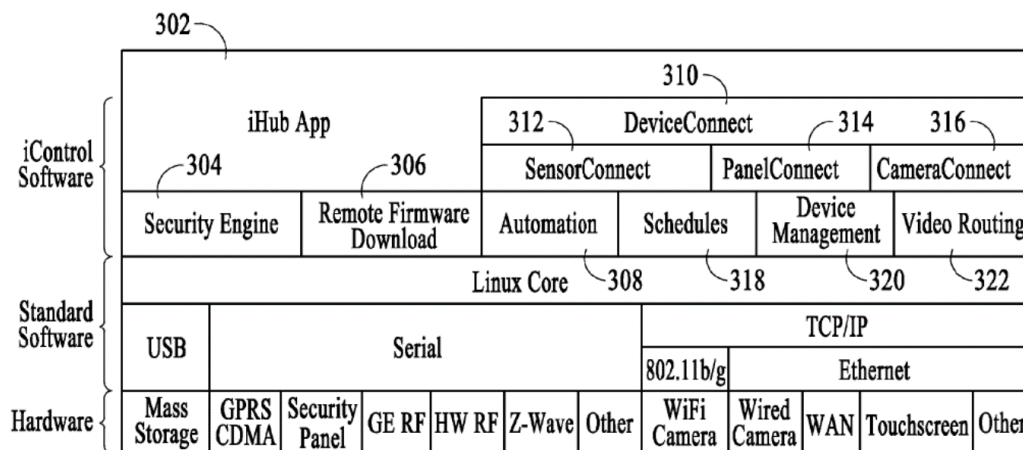 302
310
iHub App
312
DeviceConnect
314
316
iControl
Software
304
306
SensorConnect
PanelConnect
CameraConnect
Security Engine
Remote Firmware
Download
Automation
Schedules
Device
Management
Video Routing
Linux Core
308
318
320
322
Standard
Software
USB
Serial
TCP/IP
802.11b/g
Ethernet
Hardware
Mass
Storage
GPRS
CDMA
Security
Panel
GE RF
HW RF
Z-Wave
Other
WiFi
Camera
Wired
Camera
WAN
Touchscreen
Other